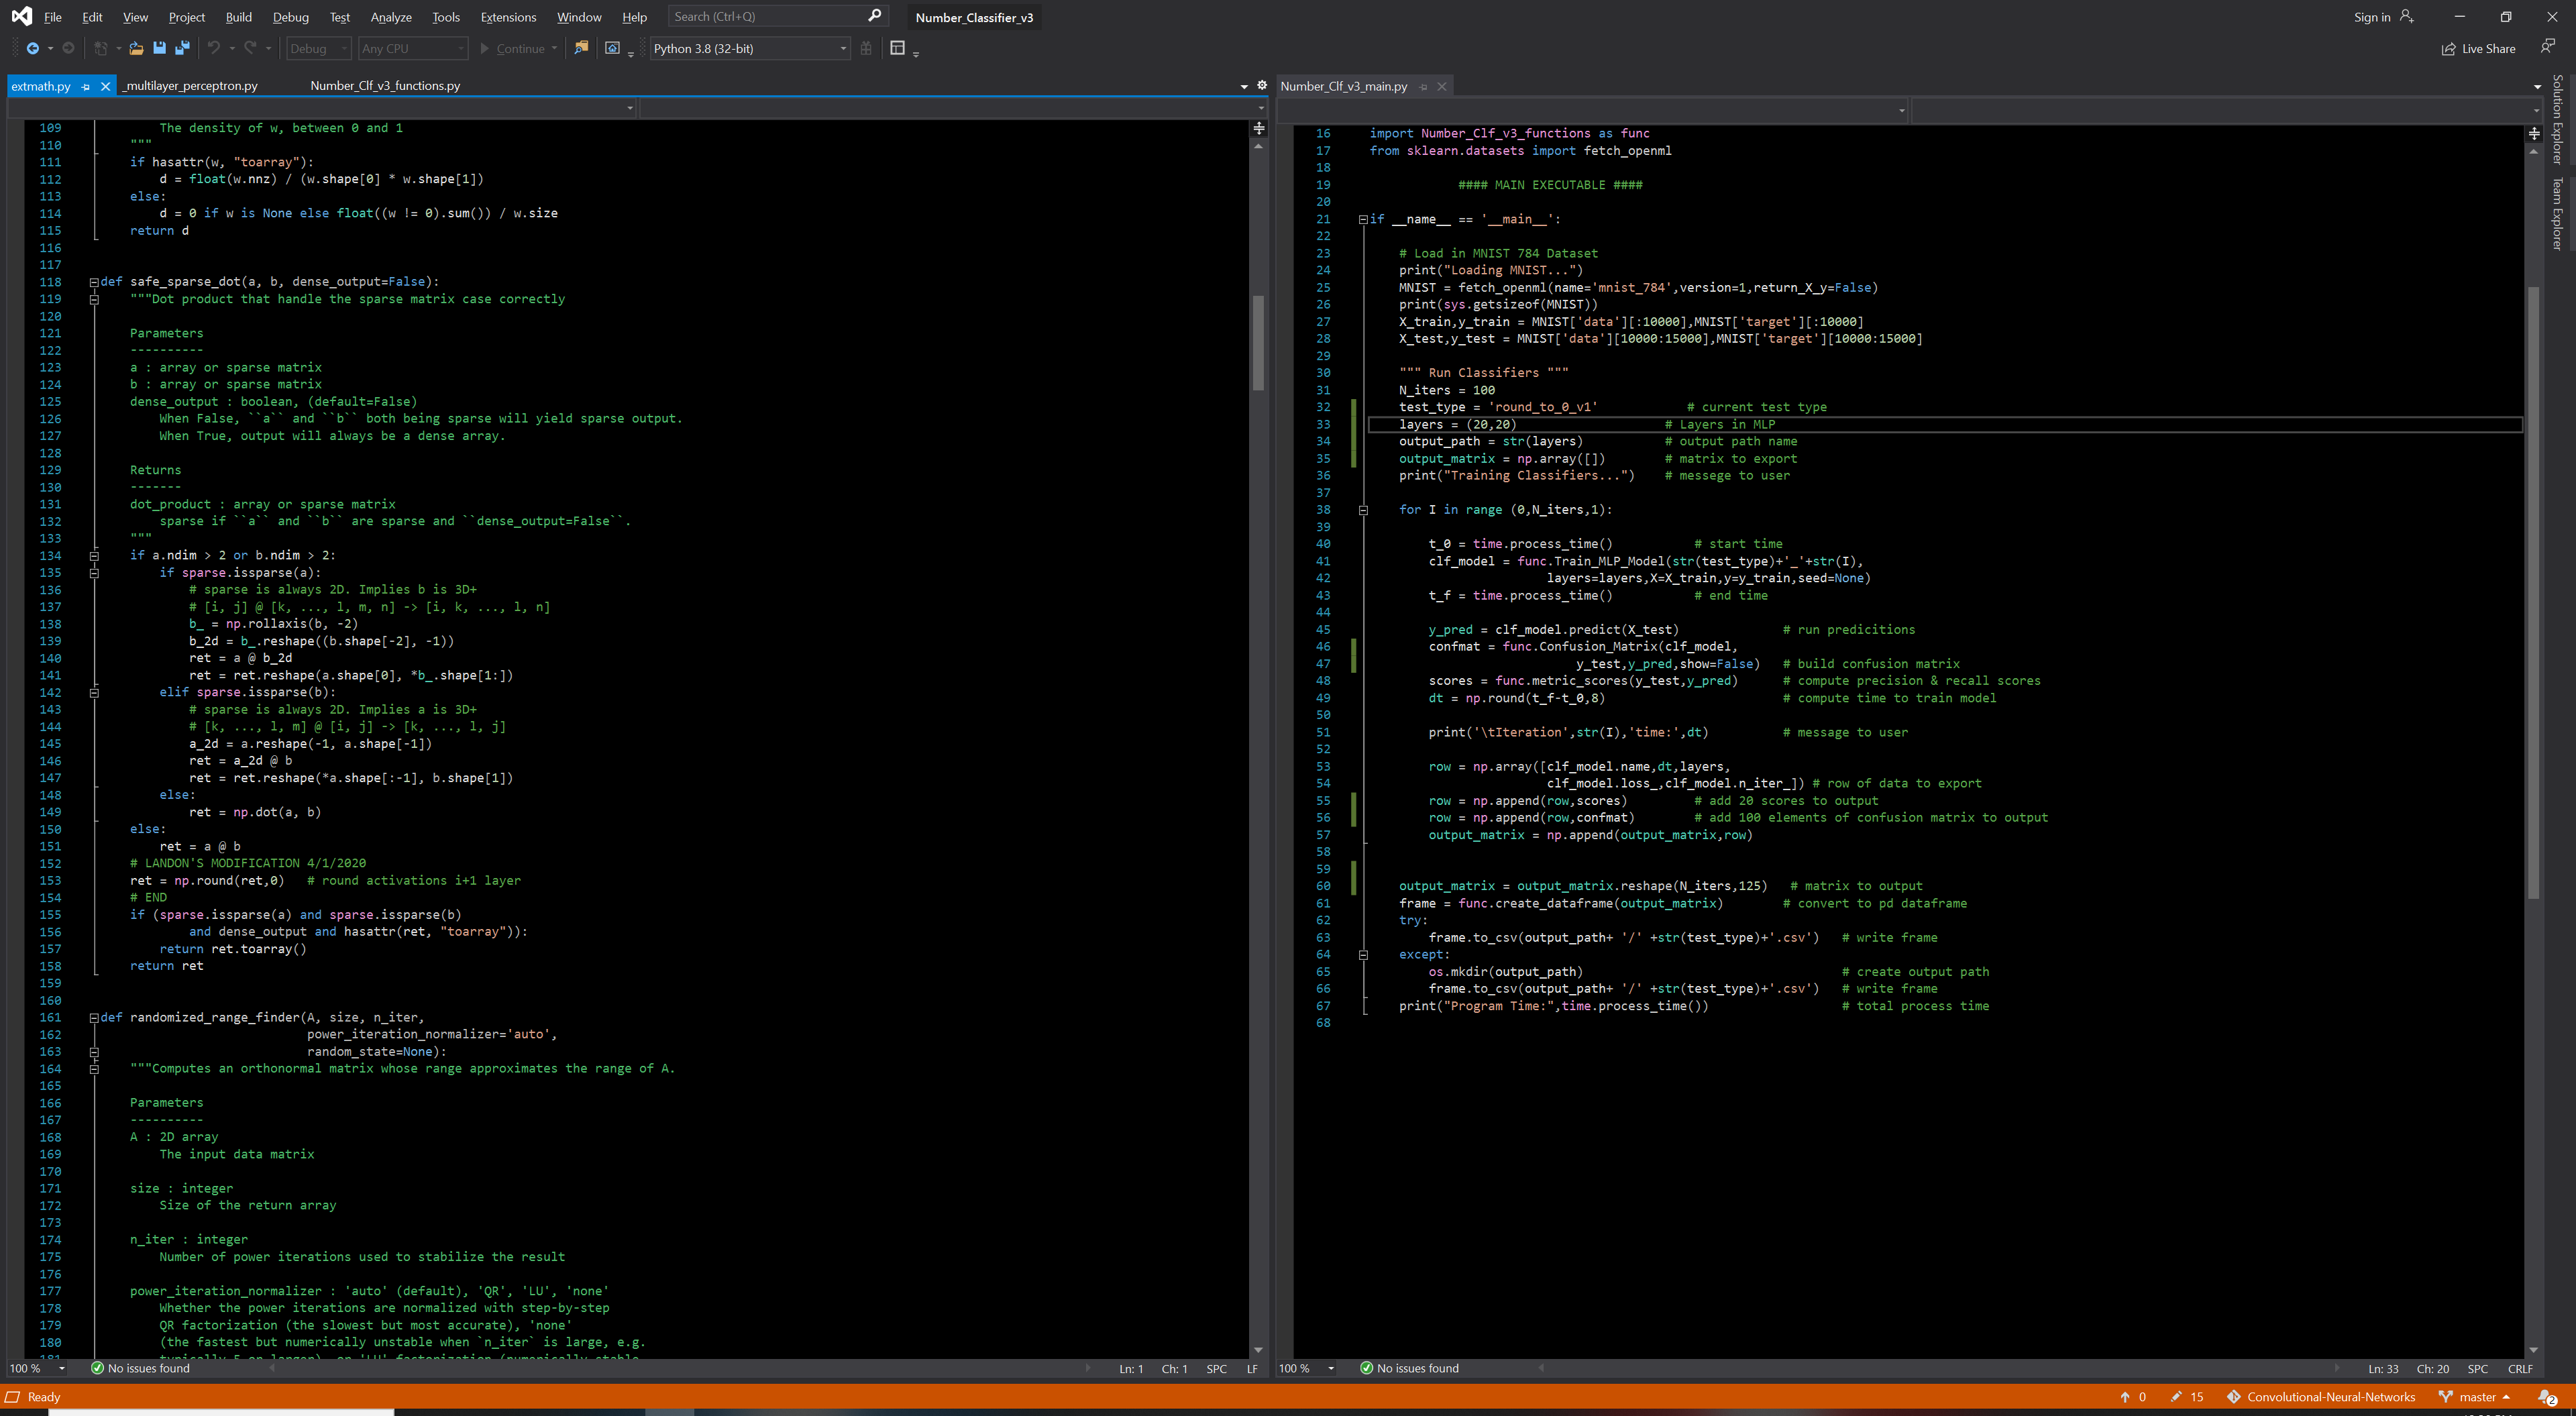 File Edit View Project Build Debug Test Analyze Tools Extensions Window Help Search (Ctrl+Q) Number_Classifier_v3 Sign in
Debug Any CPU Continue Python 3.8 (32-bit) Live Share
extmath.py _multilayer_perceptron.py Number_Clf_v3_functions.py
109 The density of w, between 0 and 1
110 """
111 if hasattr(w, "toarray"):
112 d = float(w.nnz) / (w.shape[0] * w.shape[1])
113 else:
114 d = 0 if w is None else float((w != 0).sum()) / w.size
115 return d
116
117
118 def safe_sparse_dot(a, b, dense_output=False):
119 """Dot product that handle the sparse matrix case correctly
120
121 Parameters
122 ----------
123 a : array or sparse matrix
124 b : array or sparse matrix
125 dense_output : boolean, (default=False)
126 When False, ``a`` and ``b`` both being sparse will yield sparse output.
127 When True, output will always be a dense array.
128
129 Returns
130 -------
131 dot_product : array or sparse matrix
132 sparse if ``a`` and ``b`` are sparse and ``dense_output=False``.
133 """
134 if a.ndim > 2 or b.ndim > 2:
135 if sparse.issparse(a):
136 # sparse is always 2D. Implies b is 3D+
137 # [i, j] @ [k, ..., l, m, n] -> [i, k, ..., l, n]
138 b_ = np.rollaxis(b, -2)
139 b_2d = b_.reshape((b.shape[-2], -1))
140 ret = a @ b_2d
141 ret = ret.reshape(a.shape[0], *b_.shape[1:])
142 elif sparse.issparse(b):
143 # sparse is always 2D. Implies a is 3D+
144 # [k, ..., l, m] @ [i, j] -> [k, ..., l, j]
145 a_2d = a.reshape(-1, a.shape[-1])
146 ret = a_2d @ b
147 ret = ret.reshape(*a.shape[:-1], b.shape[1])
148 else:
149 ret = np.dot(a, b)
150 else:
151 ret = a @ b
152 # LANDON'S MODIFICATION 4/1/2020
153 ret = np.round(ret,0) # round activations i+1 layer
154 # END
155 if (sparse.issparse(a) and sparse.issparse(b)
156 and dense_output and hasattr(ret, "toarray")):
157 return ret.toarray()
158 return ret
159
160
161 def randomized_range_finder(A, size, n_iter,
162 power_iteration_normalizer='auto',
163 random_state=None):
164 """Computes an orthonormal matrix whose range approximates the range of A.
165
166 Parameters
167 ----------
168 A : 2D array
169 The input data matrix
170
171 size : integer
172 Size of the return array
173
174 n_iter : integer
175 Number of power iterations used to stabilize the result
176
177 power_iteration_normalizer : 'auto' (default), 'QR', 'LU', 'none'
178 Whether the power iterations are normalized with step-by-step
179 QR factorization (the slowest but most accurate), 'none'
180 (the fastest but numerically unstable when `n_iter` is large, e.g.
100 % No issues found Ln: 1 Ch: 1 SPC LF
Number_Clf_v3_main.py
16 import Number_Clf_v3_functions as func
17 from sklearn.datasets import fetch_openml
18
19 #### MAIN EXECUTABLE ####
20
21 if __name__ == '__main__':
22
23 # Load in MNIST 784 Dataset
24 print("Loading MNIST...")
25 MNIST = fetch_openml(name='mnist_784',version=1,return_X_y=False)
26 print(sys.getsizeof(MNIST))
27 X_train,y_train = MNIST['data'][:10000],MNIST['target'][:10000]
28 X_test,y_test = MNIST['data'][10000:15000],MNIST['target'][10000:15000]
29
30 """ Run Classifiers """
31 N_iters = 100
32 test_type = 'round_to_0_v1' # current test type
33 layers = (20,20) # Layers in MLP
34 output_path = str(layers) # output path name
35 output_matrix = np.array([]) # matrix to export
36 print("Training Classifiers...") # messege to user
37
38 for I in range (0,N_iters,1):
39
40 t_0 = time.process_time() # start time
41 clf_model = func.Train_MLP_Model(str(test_type)+'_'+str(I),
42 layers=layers,X=X_train,y=y_train,seed=None)
43 t_f = time.process_time() # end time
44
45 y_pred = clf_model.predict(X_test) # run predicitions
46 confmat = func.Confusion_Matrix(clf_model,
47 y_test,y_pred,show=False) # build confusion matrix
48 scores = func.metric_scores(y_test,y_pred) # compute precision & recall scores
49 dt = np.round(t_f-t_0,8) # compute time to train model
50
51 print('\tIteration',str(I),'time:',dt) # message to user
52
53 row = np.array([clf_model.name,dt,layers,
54 clf_model.loss_,clf_model.n_iter_]) # row of data to export
55 row = np.append(row,scores) # add 20 scores to output
56 row = np.append(row,confmat) # add 100 elements of confusion matrix to output
57 output_matrix = np.append(output_matrix,row)
58
59
60 output_matrix = output_matrix.reshape(N_iters,125) # matrix to output
61 frame = func.create_dataframe(output_matrix) # convert to pd dataframe
62 try:
63 frame.to_csv(output_path+ '/' +str(test_type)+'.csv') # write frame
64 except:
65 os.mkdir(output_path) # create output path
66 frame.to_csv(output_path+ '/' +str(test_type)+'.csv') # write frame
67 print("Program Time:",time.process_time()) # total process time
68
100 % No issues found Ln: 33 Ch: 20 SPC CRLF
Solution Explorer
Team Explorer
Ready 0 15 Convolutional-Neural-Networks master 2